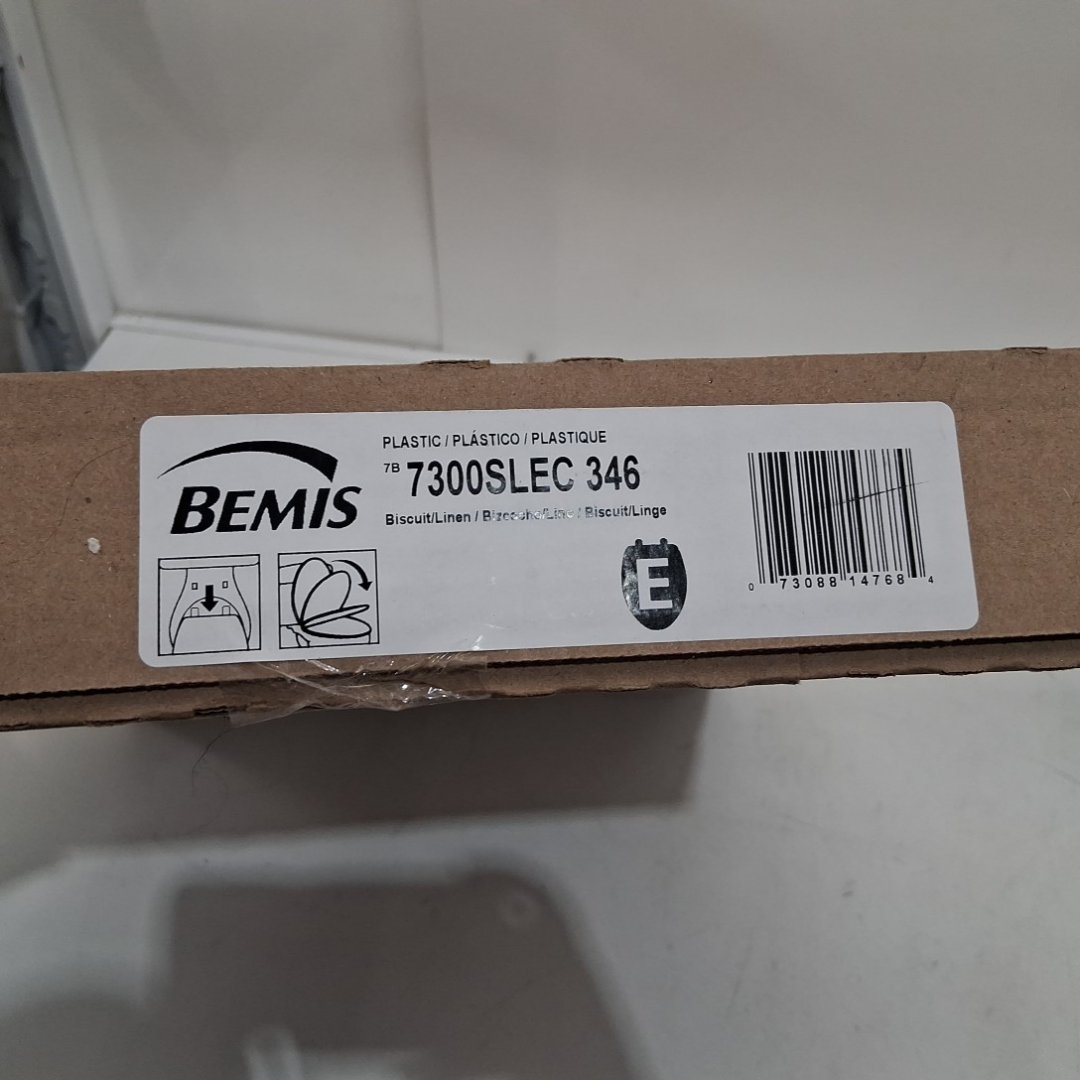 BEMIS
PLASTIC / PLÁSTICO / PLASTIQUE
7B 7300SLEC 346
Biscuit/Linen / Bizcocho/Lino / Biscuit/Linge
E
0 73088 14768 4